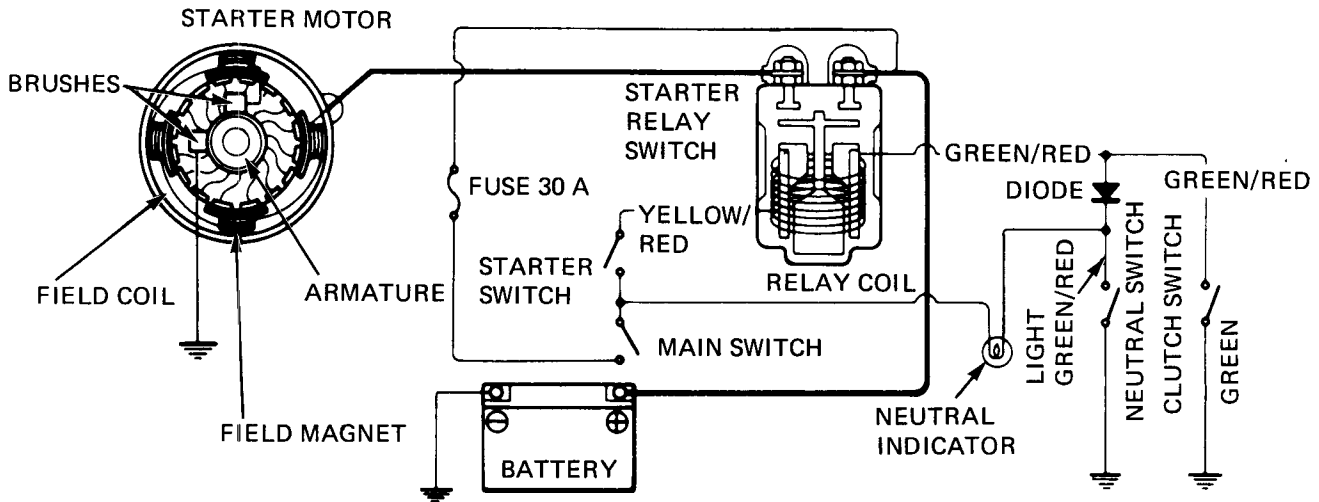 STARTER MOTOR
BRUSHES
STARTER
RELAY
SWITCH
GREEN/RED
DIODE
GREEN/RED
FUSE 30 A
YELLOW/
RED
STARTER
SWITCH
FIELD COIL
ARMATURE
RELAY COIL
LIGHT
GREEN/RED
NEUTRAL SWITCH
CLUTCH SWITCH
GREEN
MAIN SWITCH
FIELD MAGNET
NEUTRAL
INDICATOR
BATTERY